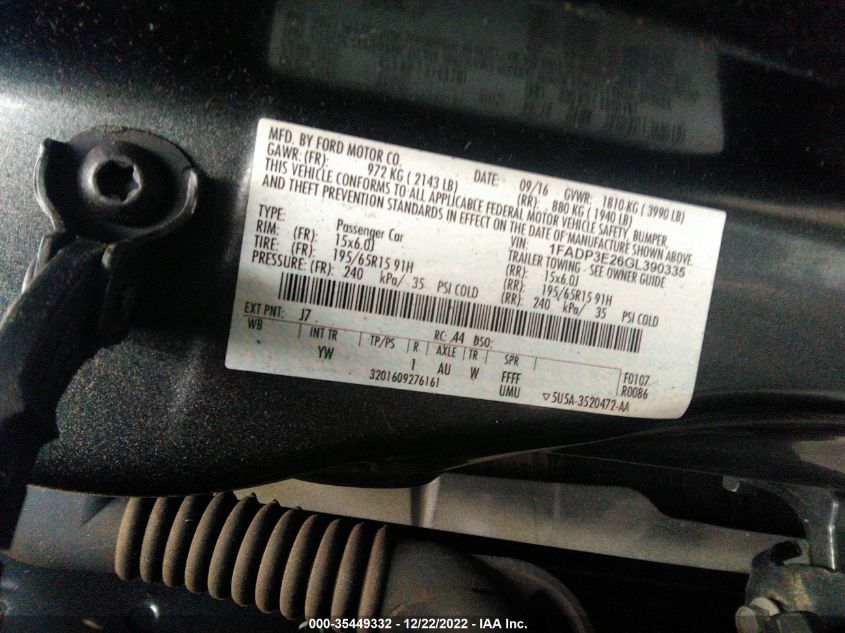 MFD. BY FORD MOTOR CO.
DATE: 09/16 GVWR: 1810 KG ( 3990 LB)
GAWR: (FR): 972 KG ( 2143 LB) (RR): 880 KG ( 1940 LB)
THIS VEHICLE CONFORMS TO ALL APPLICABLE FEDERAL MOTOR VEHICLE SAFETY, BUMPER,
AND THEFT PREVENTION STANDARDS IN EFFECT ON THE DATE OF MANUFACTURE SHOWN ABOVE.
VIN: 1FADP3E26GL390335
TYPE: Passenger Car TRAILER TOWING - SEE OWNER GUIDE
RIM: (FR): 15x6.0J (RR): 15x6.0J
TIRE: (FR): 195/65R15 91H (RR): 195/65R15 91H
PRESSURE: (FR): 240 kPa/ 35 PSI COLD (RR): 240 kPa/ 35 PSI COLD
EXT PNT: J7 RC: 44 DSO:
WB INT TR TP/PS R AXLE TR SPR
YW 1 AU W FFFF F0107
3201609276161 UMU R0086
▽5U5A-3520472-AA
000-35449332 - 12/22/2022 - IAA Inc.